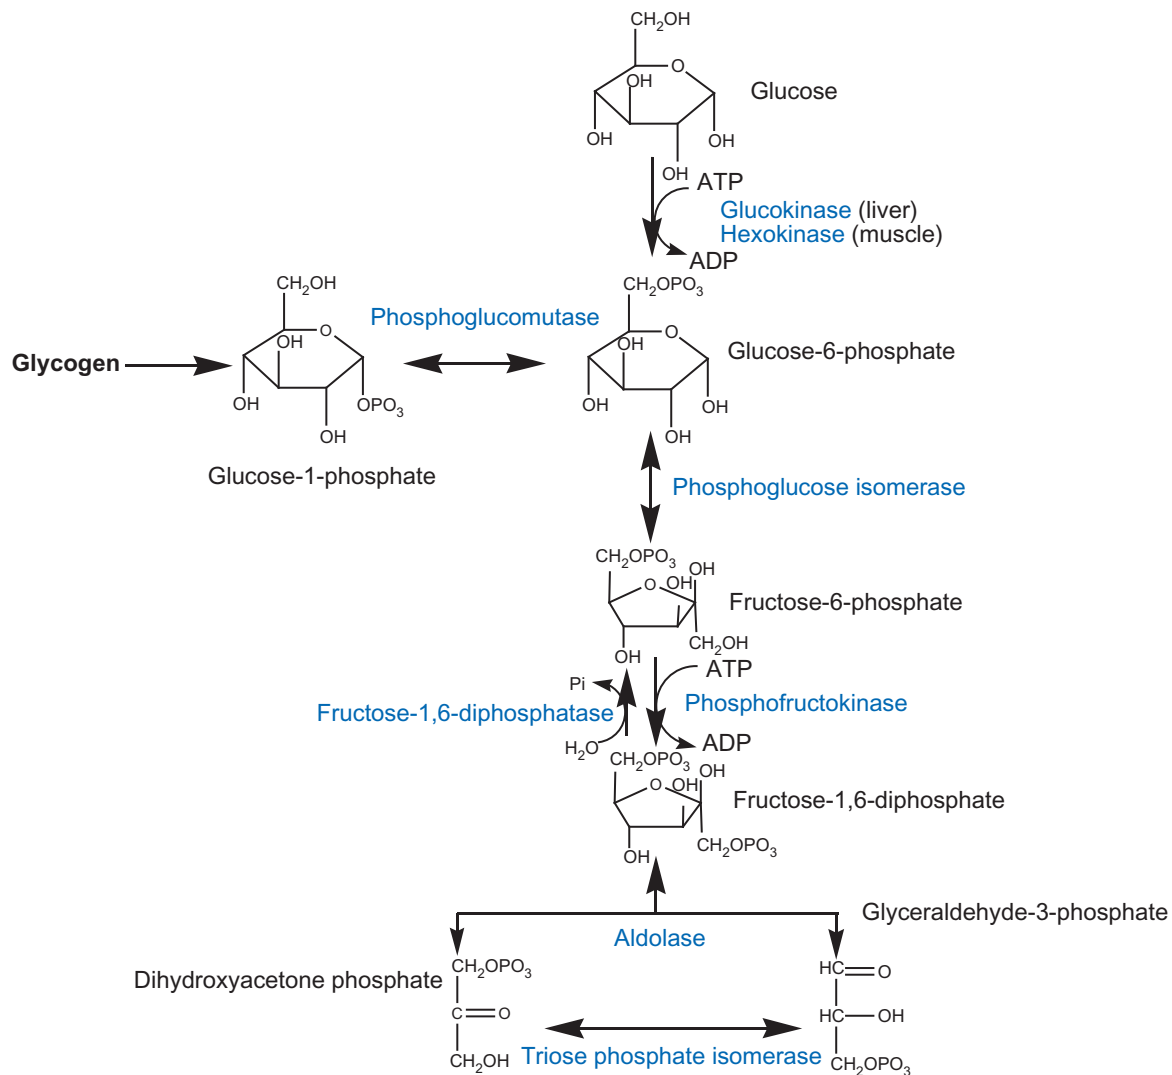 CH₂OH
O
OH
OH
OH
OH
Glucose
ATP
Glucokinase (liver)
Hexokinase (muscle)
ADP
CH₂OH
O
OH
OH
OPO₃
OH
Glycogen
Glucose-1-phosphate
Phosphoglucomutase
CH₂OPO₃
O
OH
OH
OH
OH
Glucose-6-phosphate
Phosphoglucose isomerase
CH₂OPO₃
OH
O
OH
CH₂OH
OH
Fructose-6-phosphate
ATP
Pi
Phosphofructokinase
Fructose-1,6-diphosphatase
H₂O
ADP
CH₂OPO₃
OH
O
OH
CH₂OPO₃
OH
Fructose-1,6-diphosphate
Glyceraldehyde-3-phosphate
Aldolase
Dihydroxyacetone phosphate
CH₂OPO₃
C
O
CH₂OH
HC
O
HC
OH
CH₂OPO₃
Triose phosphate isomerase